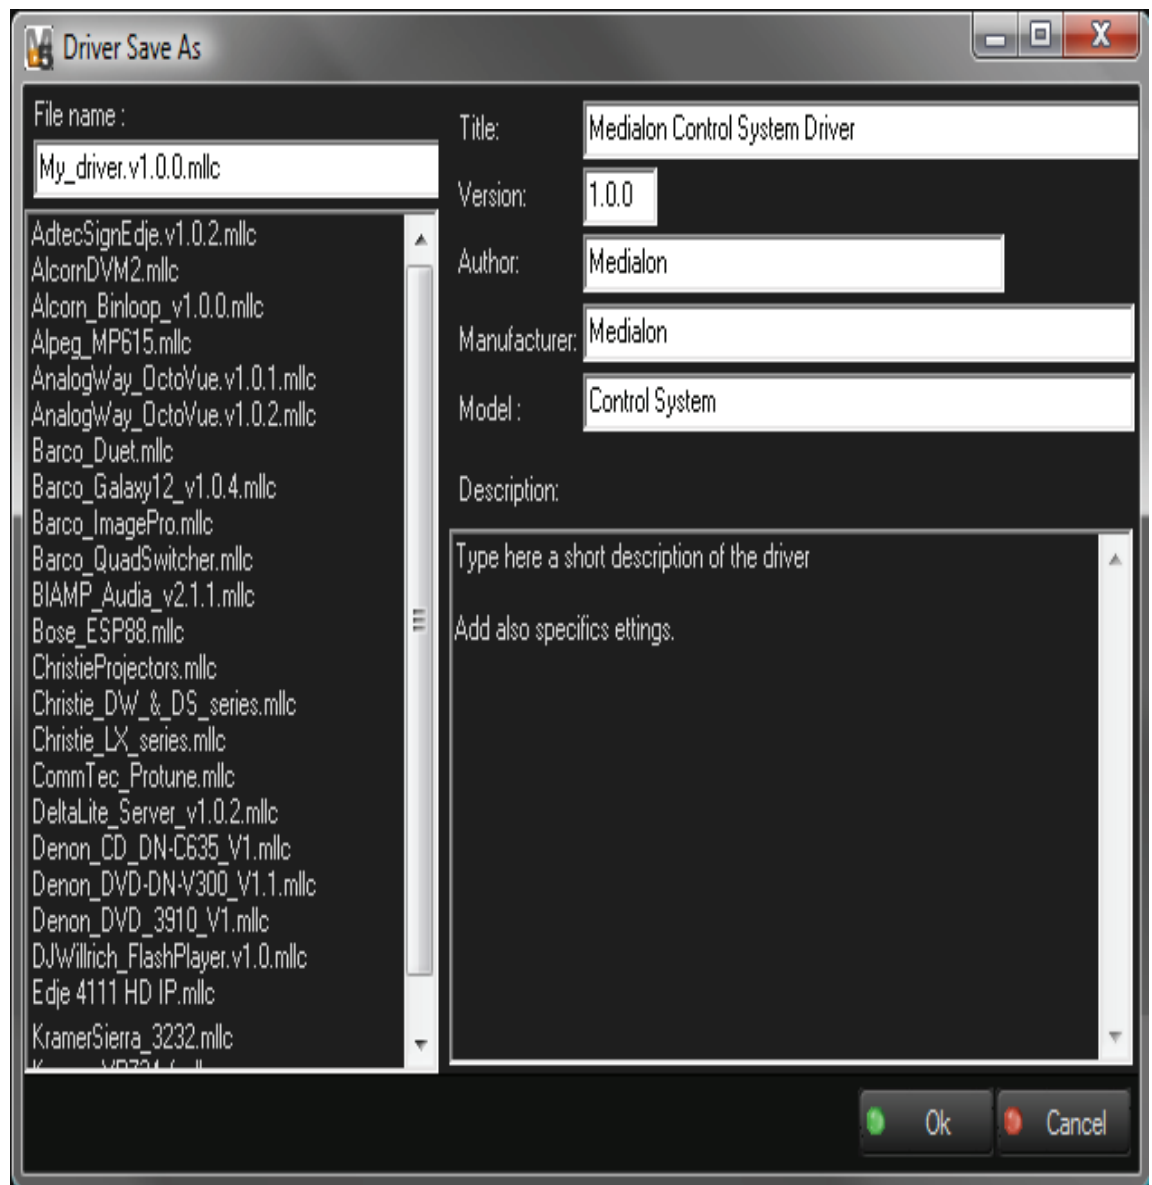 Driver Save As
X
File name :
My_driver.v1.0.0.mllc
AdtecSignEdje.v1.0.2.mllc
AlcornDVM2.mllc
Alcorn_Binloop_v1.0.0.mllc
Alpeg_MP615.mllc
AnalogWay_OctoVue.v1.0.1.mllc
AnalogWay_OctoVue.v1.0.2.mllc
Barco_Duet.mllc
Barco_Galaxy12_v1.0.4.mllc
Barco_ImagePro.mllc
Barco_QuadSwitcher.mllc
BIAMP_Audia_v2.1.1.mllc
Bose_ESP88.mllc
ChristieProjectors.mllc
Christie_DW_&_DS_series.mllc
Christie_LX_series.mllc
CommTec_Protune.mllc
DeltaLite_Server_v1.0.2.mllc
Denon_CD_DN-C635_V1.mllc
Denon_DVD-DN-V300_V1.1.mllc
Denon_DVD_3910_V1.mllc
DJWillrich_FlashPlayer.v1.0.mllc
Edje 4111 HD IP.mllc
KramerSierra_3232.mllc
Title: Medialon Control System Driver
Version: 1.0.0
Author: Medialon
Manufacturer: Medialon
Model : Control System
Description:
Type here a short description of the driver
Add also specifics ettings.
Ok
Cancel